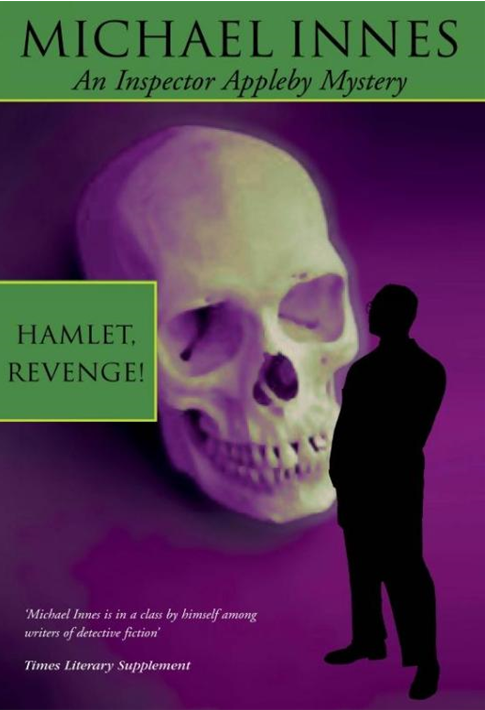 MICHAEL INNES
An Inspector Appleby Mystery
HAMLET,
REVENGE!
‘Michael Innes is in a class by himself among
writers of detective fiction’
Times Literary Supplement